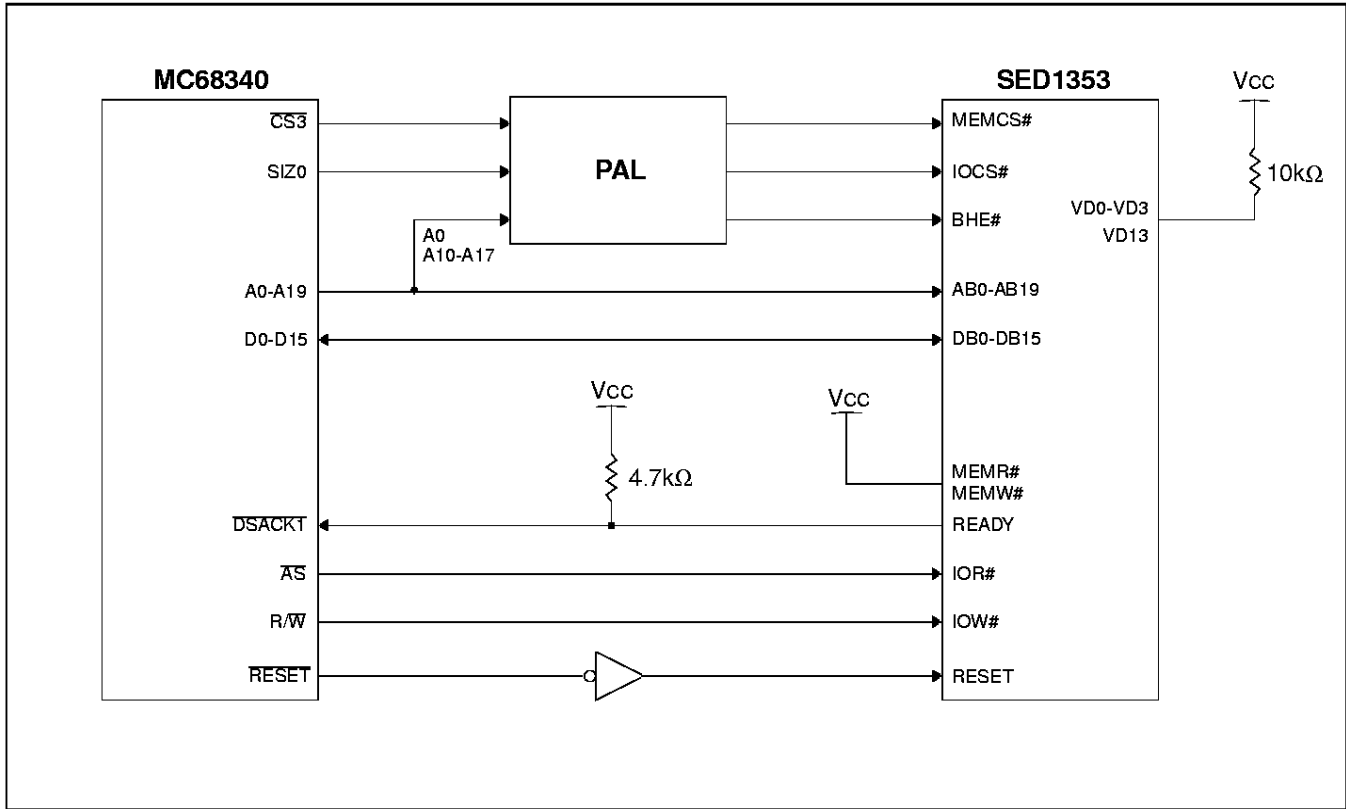 MC68340
SED1353
Vcc
CS3
MEMCS#
SIZ0
PAL
IOCS#
10kΩ
BHE#
VD0-VD3
VD13
A0
A10-A17
A0-A19
AB0-AB19
D0-D15
DB0-DB15
Vcc
Vcc
4.7kΩ
MEMR#
MEMW#
DSACKT
READY
AS
IOR#
R/W
IOW#
RESET
RESET